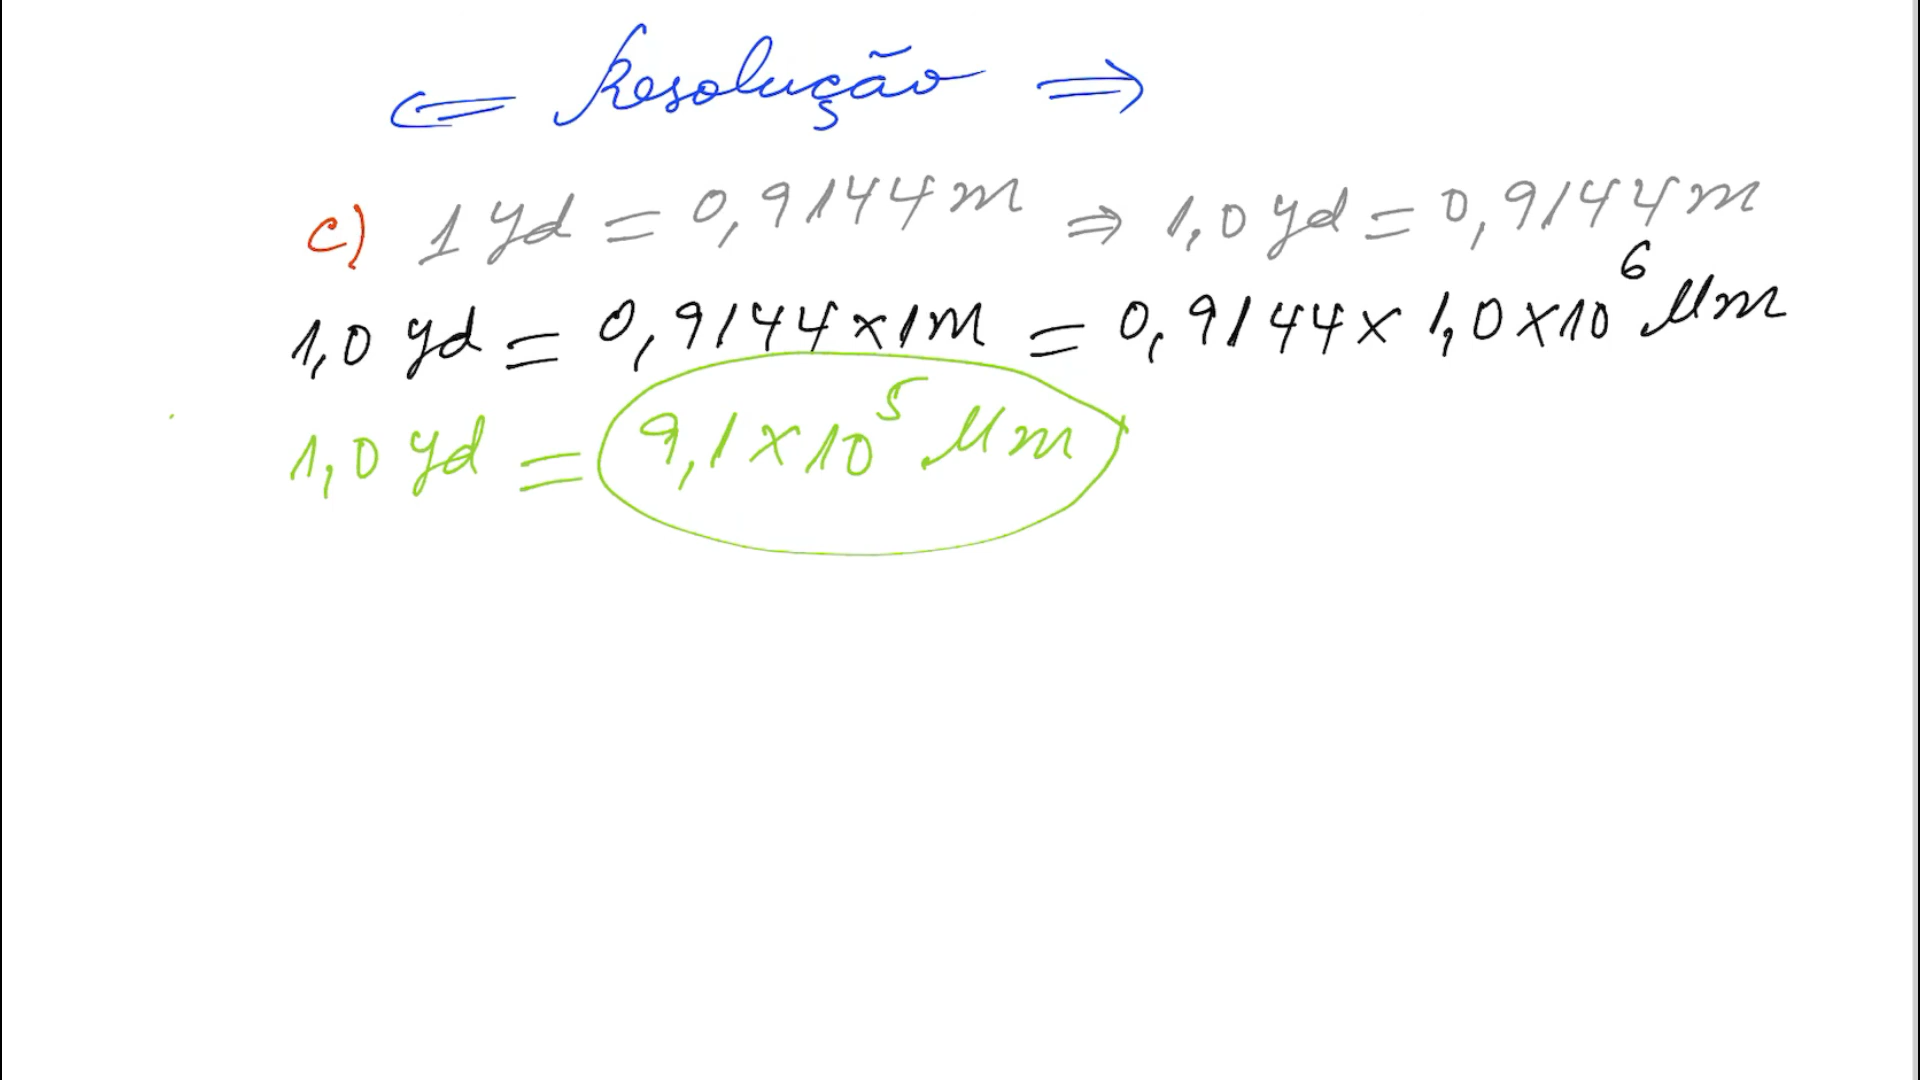 ⇐ Resolução ⇒
c) 1 yd = 0,9144 m ⇒ 1,0 yd = 0,9144 m
1,0 yd = 0,9144 x 1 m = 0,9144 x 1,0 x 10⁶ μm
1,0 yd = 9,1 x 10⁵ μm